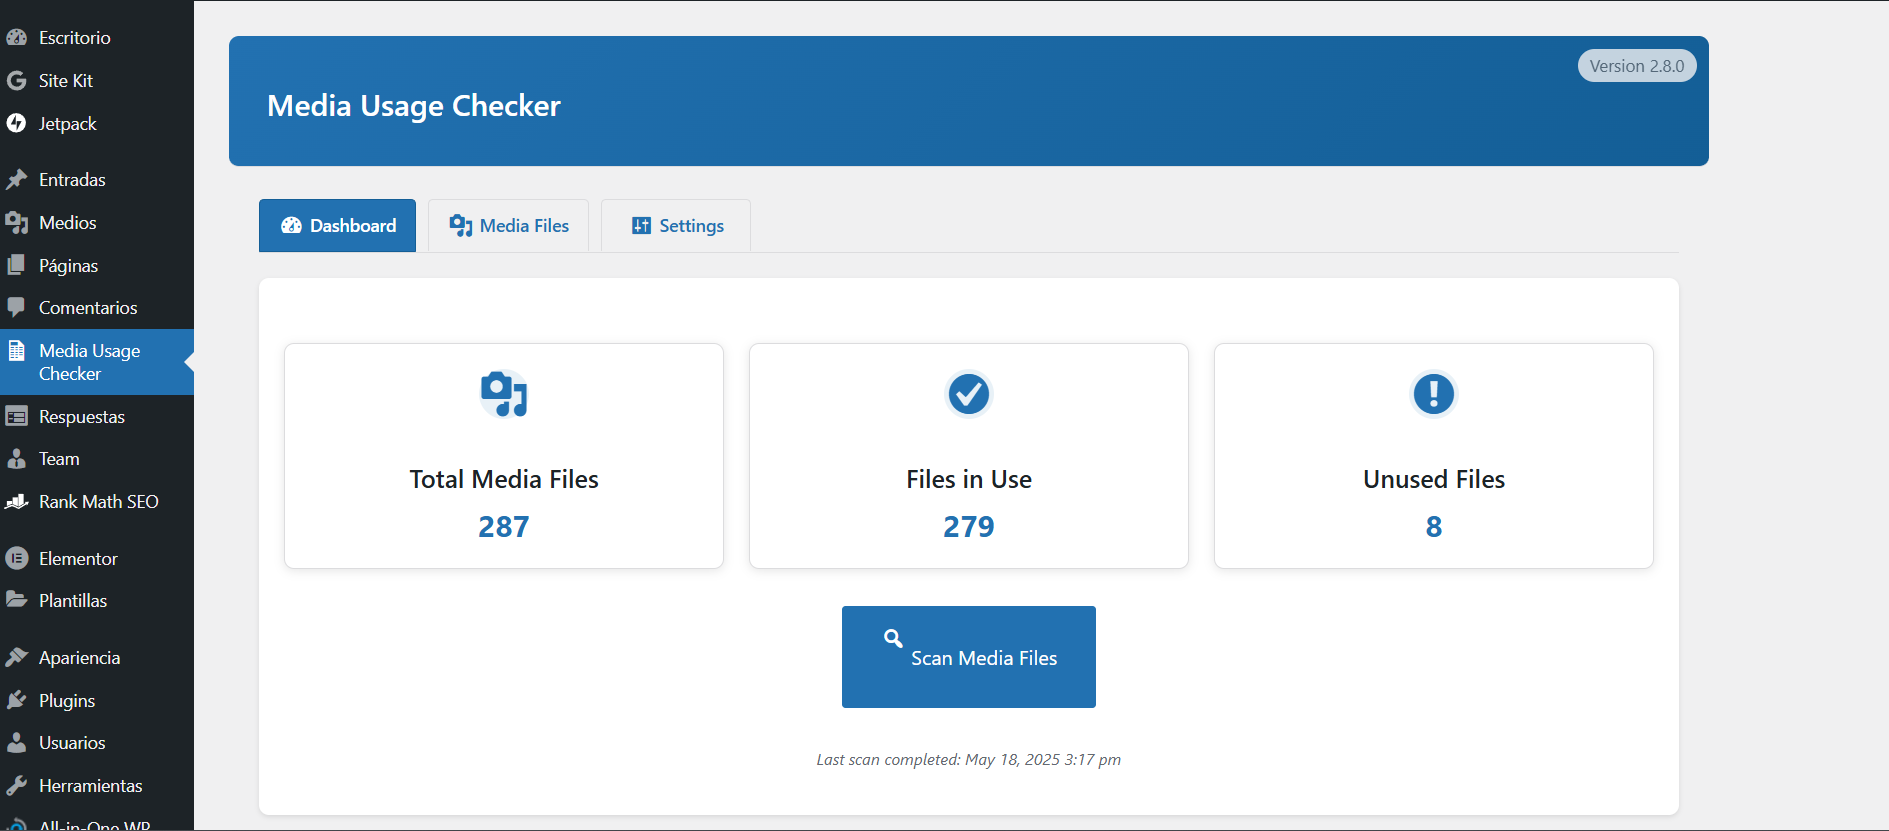 Escritorio
Site Kit
Jetpack
Entradas
Medios
Páginas
Comentarios
Media Usage
Checker
Respuestas
Team
Rank Math SEO
Elementor
Plantillas
Apariencia
Plugins
Usuarios
Herramientas
All-in-One WP
Version 2.8.0
Media Usage Checker
Dashboard
Media Files
Settings
Total Media Files
287
Files in Use
279
Unused Files
8
Scan Media Files
Last scan completed: May 18, 2025 3:17 pm